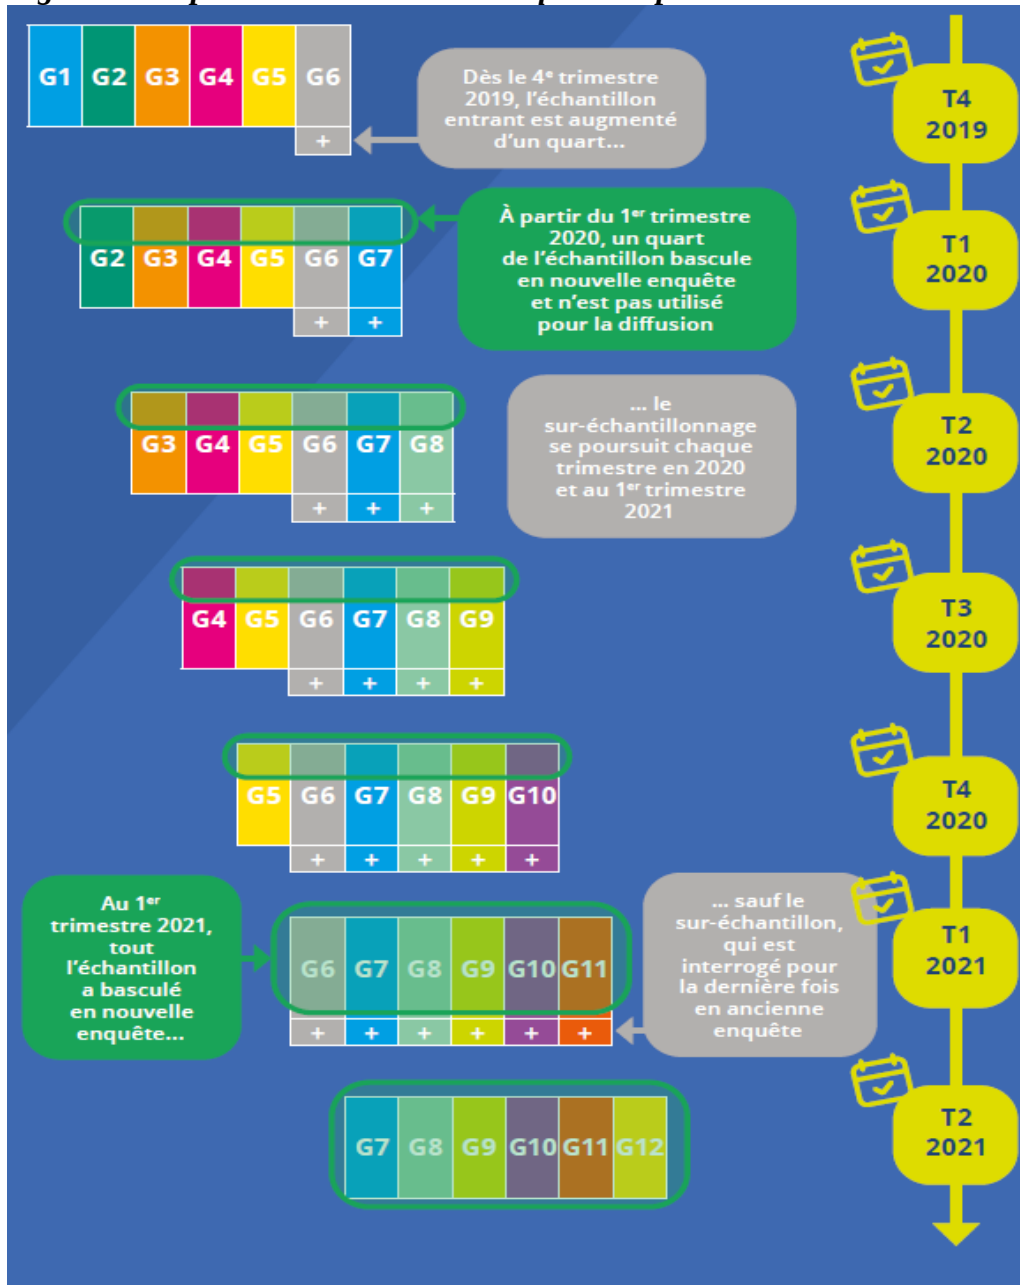 G1 G2 G3 G4 G5 G6
+
Dès le 4e trimestre
2019, l'échantillon
entrant est augmenté
d'un quart...
T4
2019
G2 G3 G4 G5 G6 G7
+ +
À partir du 1er trimestre
2020, un quart
de l'échantillon bascule
en nouvelle enquête
et n'est pas utilisé
pour la diffusion
T1
2020
G3 G4 G5 G6 G7 G8
+ + +
... le
sur-échantillonnage
se poursuit chaque
trimestre en 2020
et au 1er trimestre
2021
T2
2020
G4 G5 G6 G7 G8 G9
+ + + +
T3
2020
G5 G6 G7 G8 G9 G10
+ + + + +
T4
2020
Au 1er
trimestre 2021,
tout
l'échantillon
a basculé
en nouvelle
enquête...
G6 G7 G8 G9 G10 G11
+ + + + + +
... sauf le
sur-échantillon,
qui est
interrogé pour
la dernière fois
en ancienne
enquête
T1
2021
G7 G8 G9 G10 G11 G12
T2
2021